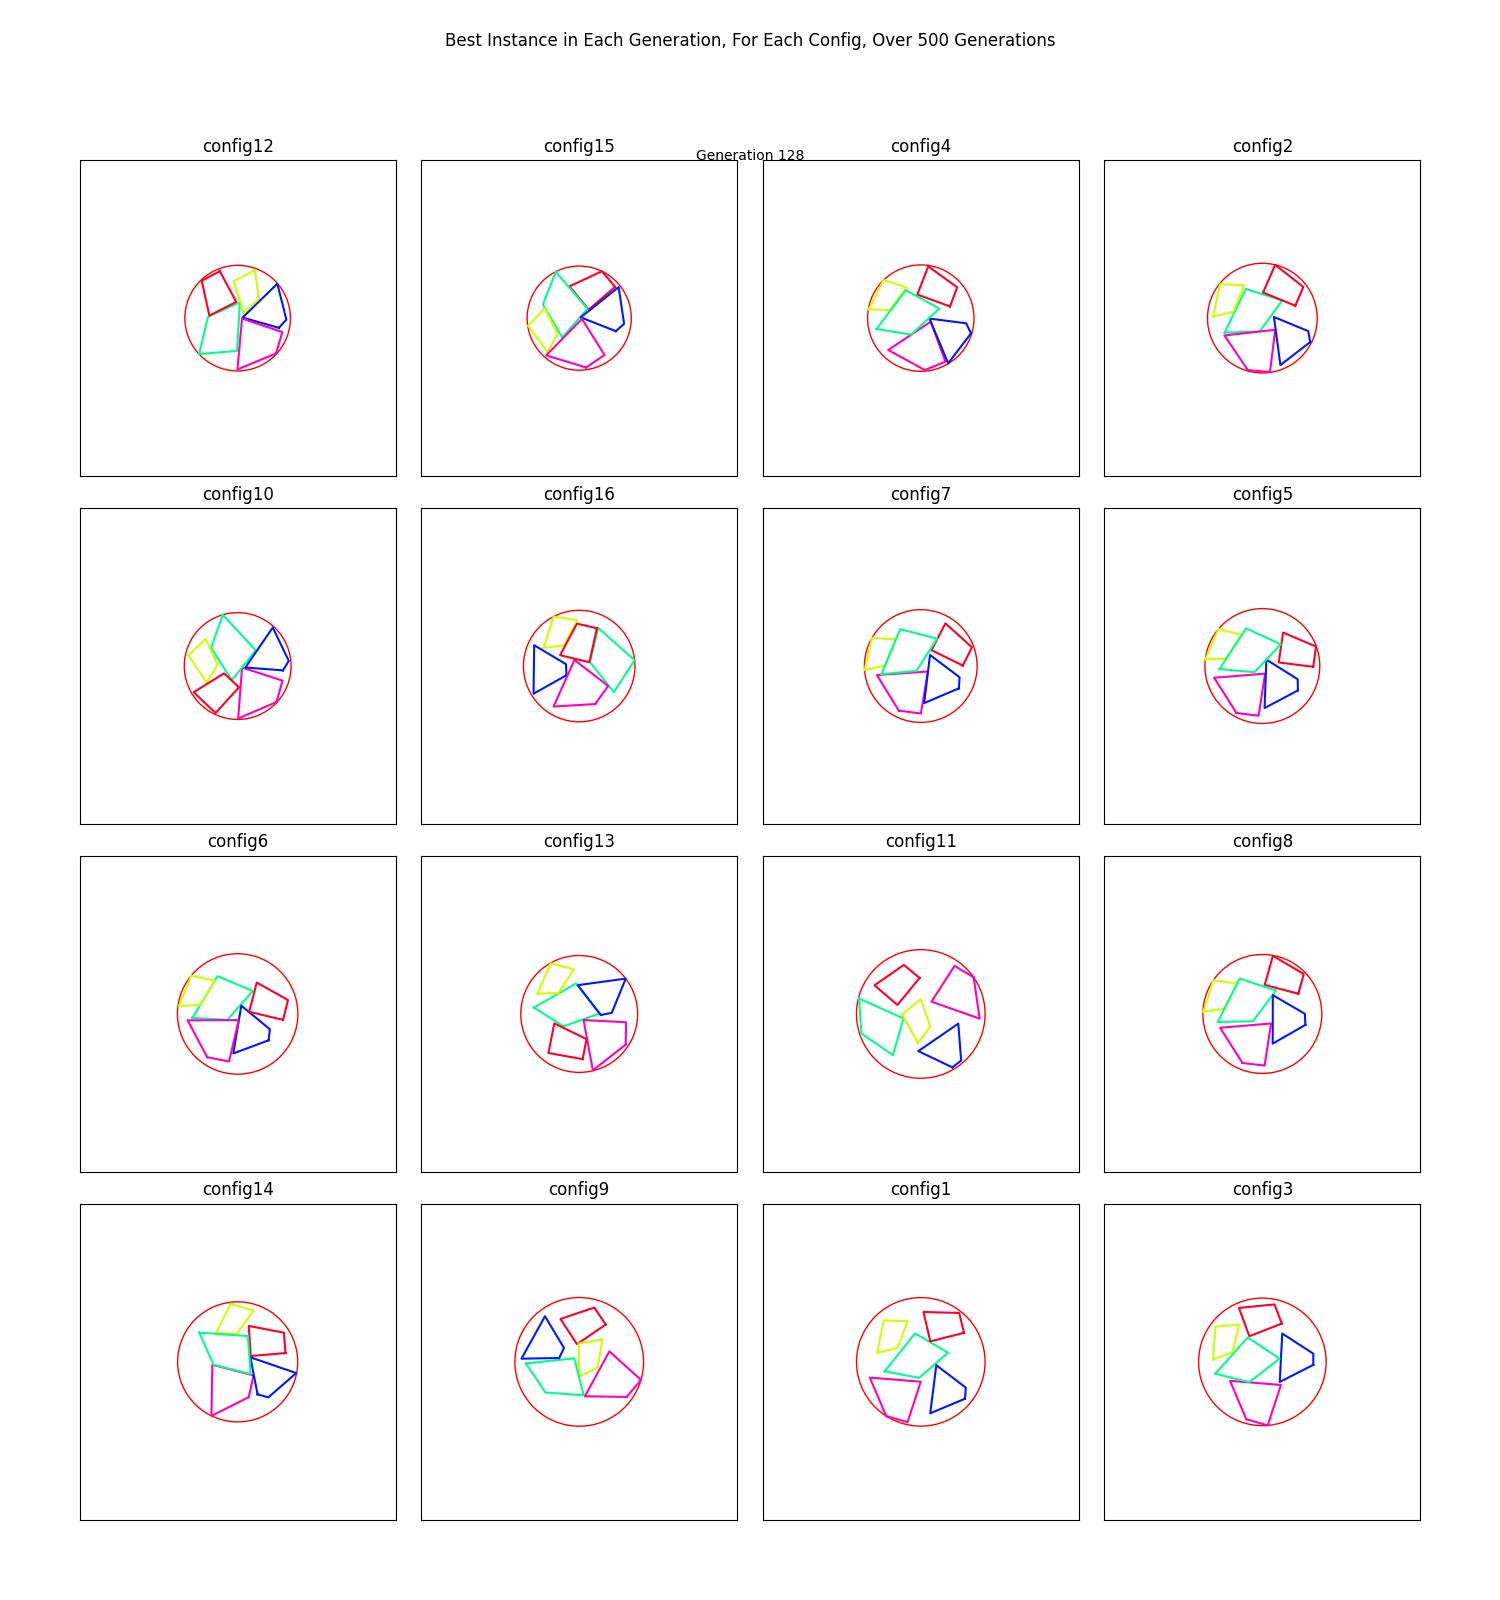 Best Instance in Each Generation, For Each Config, Over 500 Generations
Generation 128
config12
config15
config4
config2
config10
config16
config7
config5
config6
config13
config11
config8
config14
config9
config1
config3